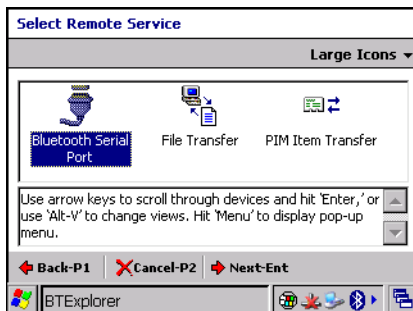 Select Remote Service
Large Icons
Bluetooth Serial Port
File Transfer
PIM Item Transfer
Use arrow keys to scroll through devices and hit 'Enter,' or
use 'Alt-V' to change views. Hit 'Menu' to display pop-up
menu.
Back-P1 Cancel-P2 Next-Ent
BTExplorer